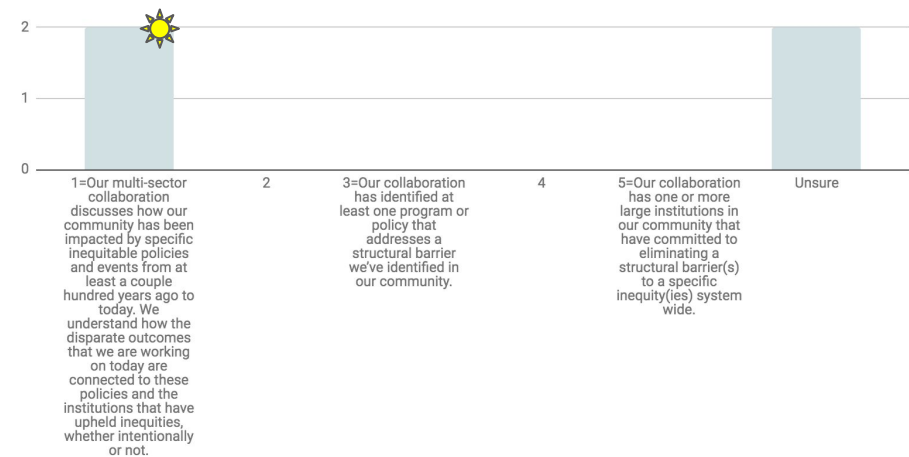 2
1
0
1=Our multi-sector
collaboration
discusses how our
community has been
impacted by specific
inequitable policies
and events from at
least a couple
hundred years ago to
today. We
understand how the
disparate outcomes
that we are working
on today are
connected to these
policies and the
institutions that have
upheld inequities,
whether intentionally
or not.
2
3=Our collaboration
has identified at
least one program or
policy that
addresses a
structural barrier
we've identified in
our community.
4
5=Our collaboration
has one or more
large institutions in
our community that
have committed to
eliminating a
structural barrier(s)
to a specific
inequity(ies) system
wide.
Unsure